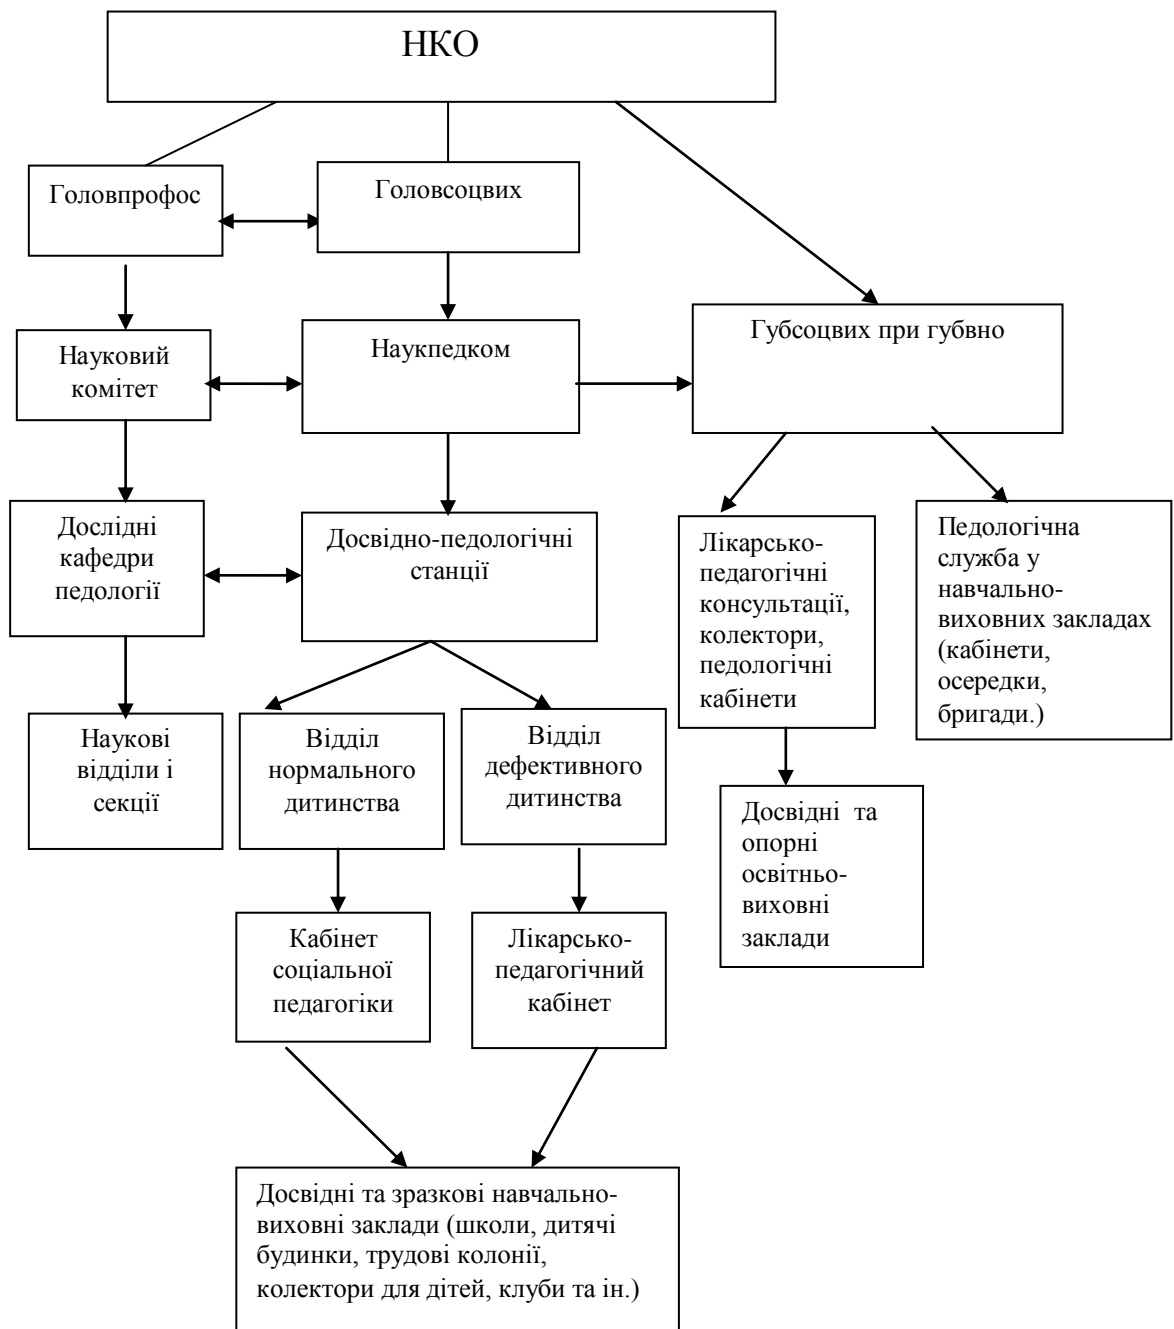 НКО
Головпрофос
Головсоцвих
Науковий
комітет
Наукпедком
Губсоцвих при губвно
Дослідні
кафедри
педології
Досвідно-педологічні
станції
Лікарсько-
педагогічні
консультації,
колектори,
педологічні
кабінети
Педологічна
служба у
навчально-
виховних закладах
(кабінети,
осередки,
бригади.)
Наукові
відділи і
секції
Відділ
нормального
дитинства
Відділ
дефективного
дитинства
Досвідні та
опорні
освітньо-
виховні
заклади
Кабінет
соціальної
педагогіки
Лікарсько-
педагогічний
кабінет
Досвідні та зразкові навчально-
виховні заклади (школи, дитячі
будинки, трудові колонії,
колектори для дітей, клуби та ін.)